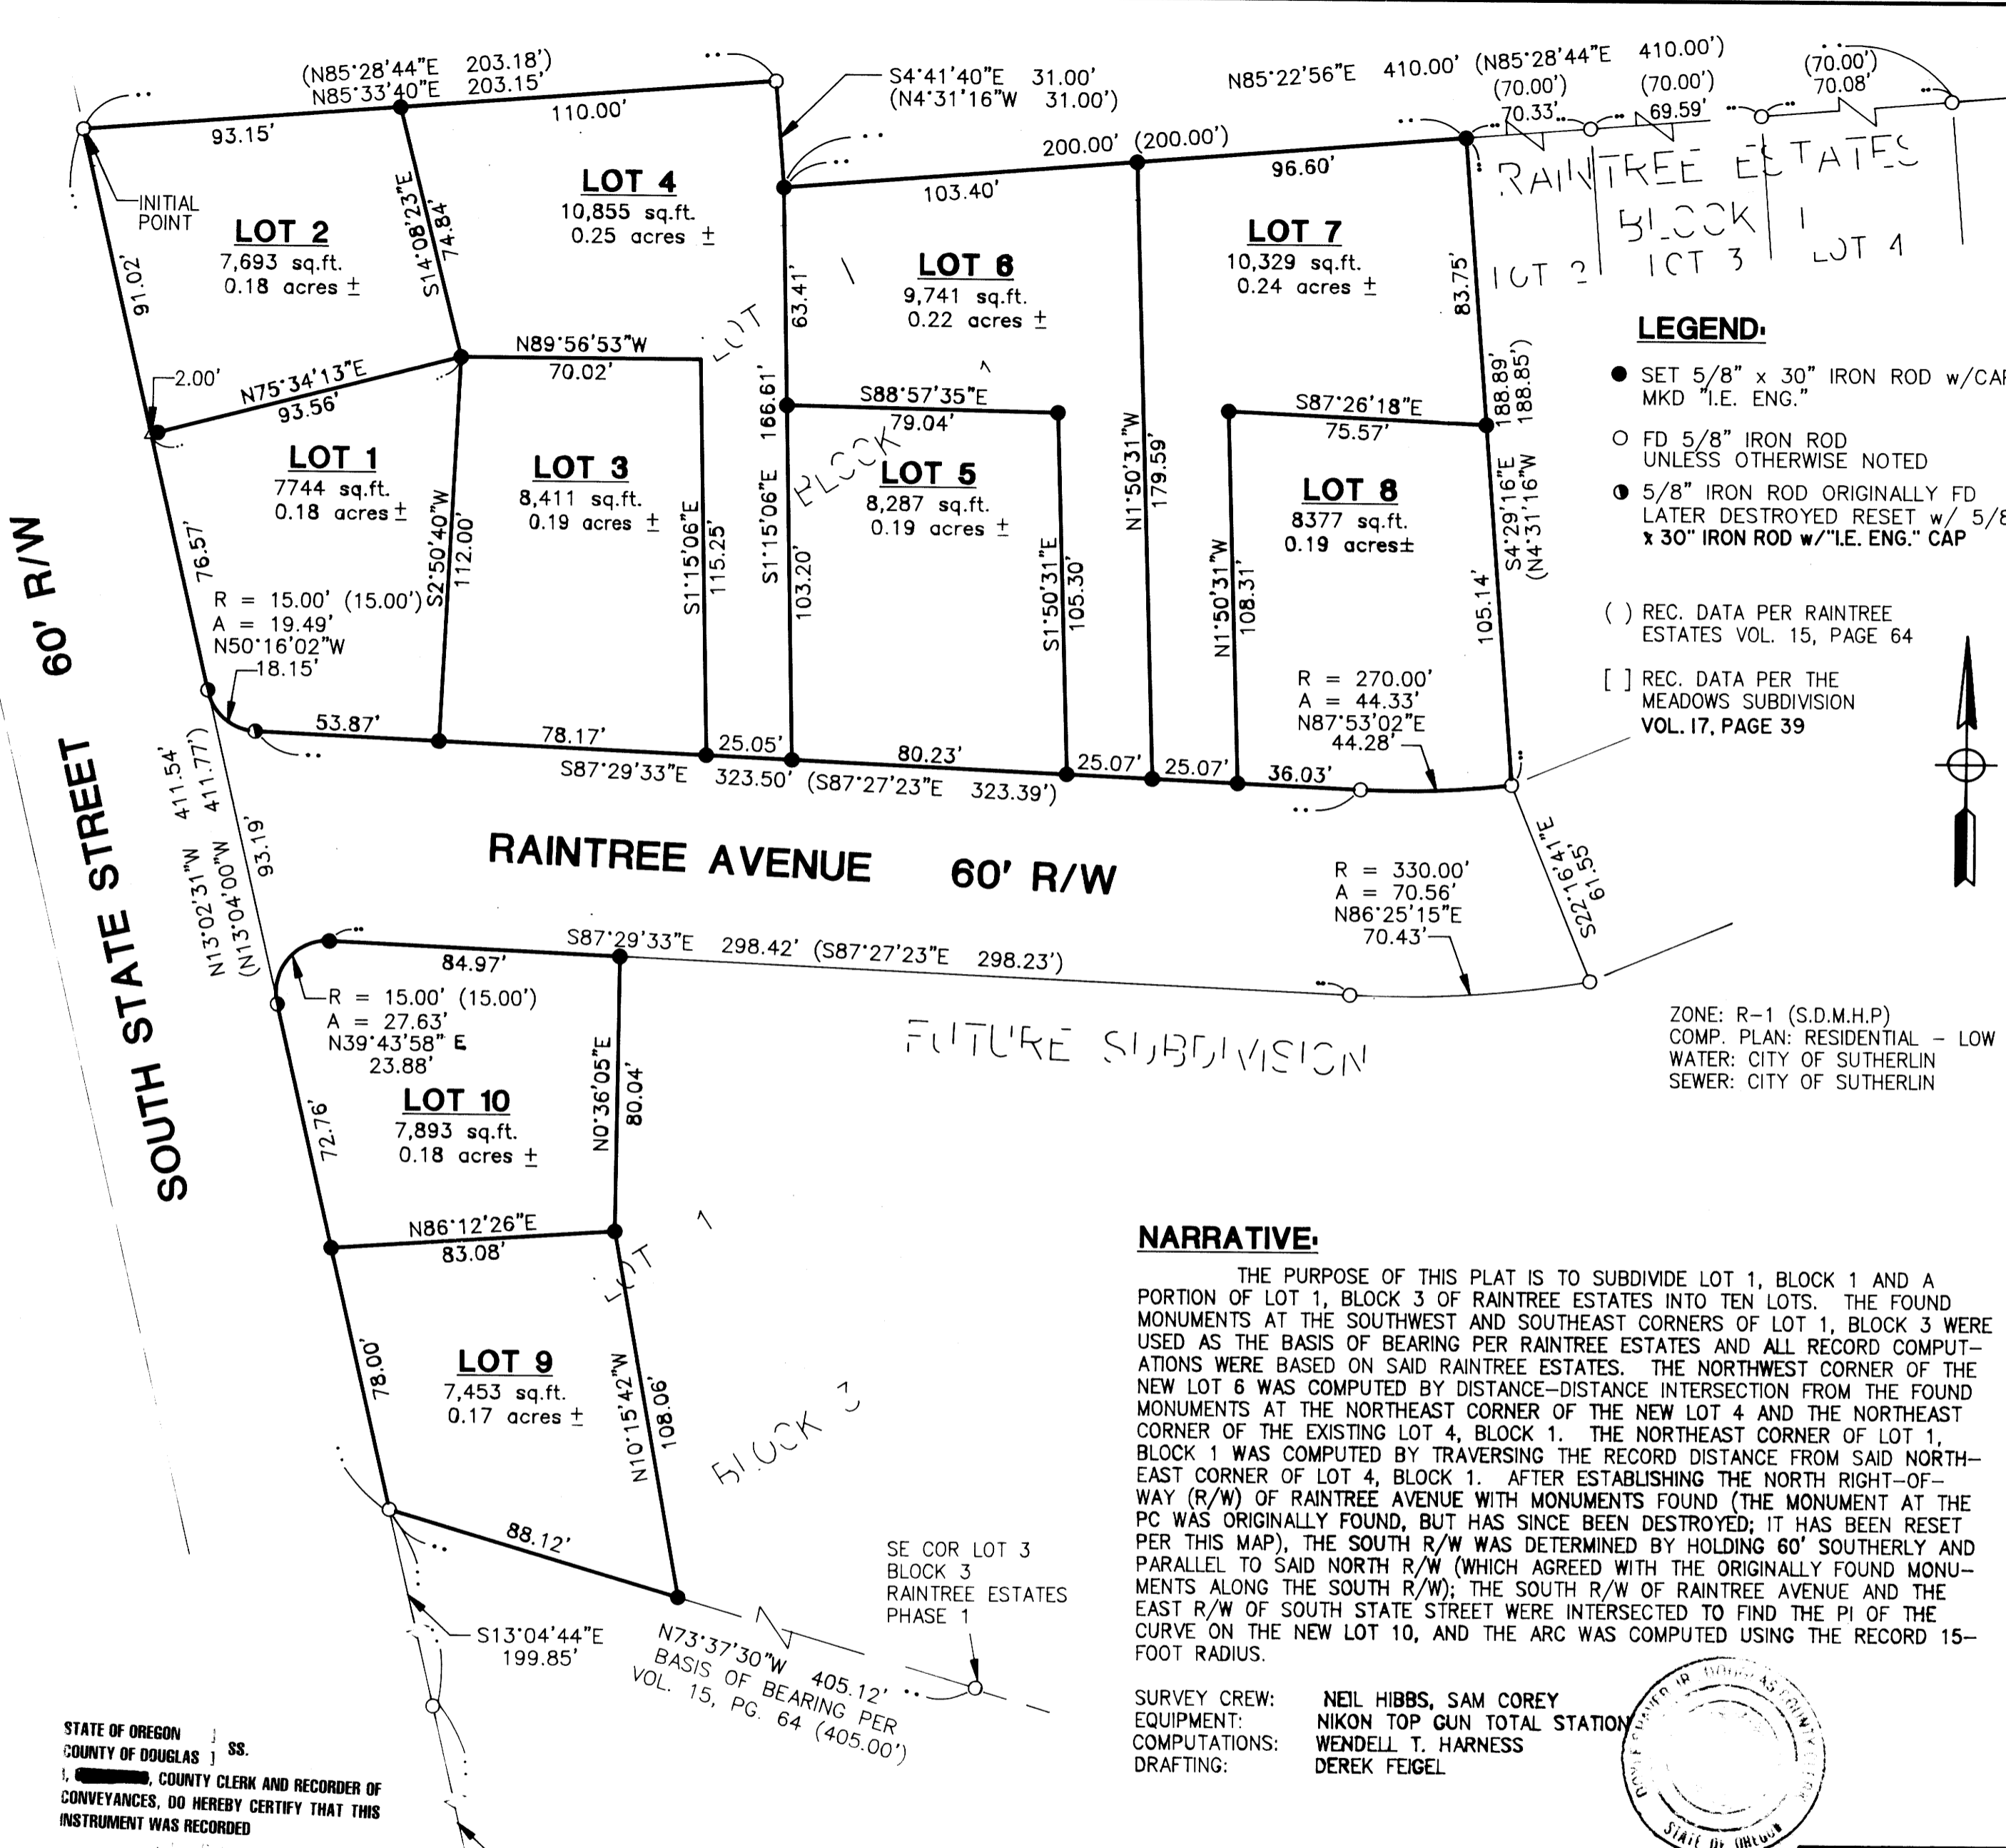 (N85°28'44"E 203.18')
N85°33'40"E 203.15'
93.15'
110.00'
S4°41'40"E 31.00'
(N4°31'16"W 31.00')
N85°22'56"E 410.00' (N85°28'44"E 410.00')
(70.00')
70.33'
(70.00')
69.59'
(70.00')
70.08'
200.00' (200.00')
103.40'
96.60'
RAINTREE ESTATES
BLOCK 1
LOT 2
LOT 3
LOT 4
INITIAL
POINT
LOT 2
7,693 sq.ft.
0.18 acres ±
91.02'
S14°08'23"E
74.84'
LOT 4
10,855 sq.ft.
0.25 acres ±
LOT 1
BLOCK 1
63.41'
LOT 6
9,741 sq.ft.
0.22 acres ±
LOT 7
10,329 sq.ft.
0.24 acres ±
83.75'
188.89'
188.85')
S4°29'16"E
(N4°31'16"W
105.14'
2.00'
N75°34'13"E
93.56'
N89°56'53"W
70.02'
S88°57'35"E
79.04'
S87°26'18"E
75.57'
LOT 1
7744 sq.ft.
0.18 acres±
76.57'
R = 15.00' (15.00')
A = 19.49'
N50°16'02"W
18.15'
S2°50'40"W
112.00'
LOT 3
8,411 sq.ft.
0.19 acres ±
S1°15'06"E
115.25'
S1°15'06"E 166.61'
103.20'
LOT 5
8,287 sq.ft.
0.19 acres ±
S1°50'31"E
105.30'
N1°50'31"W
179.59'
N1°50'31"W
108.31'
LOT 8
8377 sq.ft.
0.19 acres±
R = 270.00'
A = 44.33'
N87°53'02"E
44.28'
53.87'
78.17'
25.05'
80.23'
25.07'
25.07'
36.03'
S87°29'33"E 323.50' (S87°27'23"E 323.39')
LEGEND:
SET 5/8" x 30" IRON ROD w/CAP
MKD "I.E. ENG."
FD 5/8" IRON ROD
UNLESS OTHERWISE NOTED
5/8" IRON ROD ORIGINALLY FD
LATER DESTROYED RESET w/ 5/8
x 30" IRON ROD w/"I.E. ENG." CAP
( ) REC. DATA PER RAINTREE
ESTATES VOL. 15, PAGE 64
[ ] REC. DATA PER THE
MEADOWS SUBDIVISION
VOL. 17, PAGE 39
SOUTH STATE STREET 60' R/W
N13°02'31"W 411.54'
(N13°04'00"W 411.77')
93.19'
RAINTREE AVENUE 60' R/W
R = 330.00'
A = 70.56'
N86°25'15"E
70.43'
S22°16'41"E
61.55'
S87°29'33"E 298.42' (S87°27'23"E 298.23')
84.97'
R = 15.00' (15.00')
A = 27.63'
N39°43'58" E
23.88'
FUTURE SUBDIVISION
ZONE: R-1 (S.D.M.H.P)
COMP. PLAN: RESIDENTIAL - LOW
WATER: CITY OF SUTHERLIN
SEWER: CITY OF SUTHERLIN
LOT 10
7,893 sq.ft.
0.18 acres ±
72.76'
N0°36'05"E
80.04'
N86°12'26"E
83.08'
LOT 1
BLOCK 3
LOT 9
7,453 sq.ft.
0.17 acres ±
78.00'
N10°15'42"W
108.06'
88.12'
S13°04'44"E
199.85'
N73°37'30"W 405.12'
BASIS OF BEARING PER
VOL. 15, PG. 64 (405.00')
SE COR LOT 3
BLOCK 3
RAINTREE ESTATES
PHASE 1
NARRATIVE:
THE PURPOSE OF THIS PLAT IS TO SUBDIVIDE LOT 1, BLOCK 1 AND A
PORTION OF LOT 1, BLOCK 3 OF RAINTREE ESTATES INTO TEN LOTS. THE FOUND
MONUMENTS AT THE SOUTHWEST AND SOUTHEAST CORNERS OF LOT 1, BLOCK 3 WERE
USED AS THE BASIS OF BEARING PER RAINTREE ESTATES AND ALL RECORD COMPUT-
ATIONS WERE BASED ON SAID RAINTREE ESTATES. THE NORTHWEST CORNER OF THE
NEW LOT 6 WAS COMPUTED BY DISTANCE-DISTANCE INTERSECTION FROM THE FOUND
MONUMENTS AT THE NORTHEAST CORNER OF THE NEW LOT 4 AND THE NORTHEAST
CORNER OF THE EXISTING LOT 4, BLOCK 1. THE NORTHEAST CORNER OF LOT 1,
BLOCK 1 WAS COMPUTED BY TRAVERSING THE RECORD DISTANCE FROM SAID NORTH-
EAST CORNER OF LOT 4, BLOCK 1. AFTER ESTABLISHING THE NORTH RIGHT-OF-
WAY (R/W) OF RAINTREE AVENUE WITH MONUMENTS FOUND (THE MONUMENT AT THE
PC WAS ORIGINALLY FOUND, BUT HAS SINCE BEEN DESTROYED; IT HAS BEEN RESET
PER THIS MAP), THE SOUTH R/W WAS DETERMINED BY HOLDING 60' SOUTHERLY AND
PARALLEL TO SAID NORTH R/W (WHICH AGREED WITH THE ORIGINALLY FOUND MONU-
MENTS ALONG THE SOUTH R/W); THE SOUTH R/W OF RAINTREE AVENUE AND THE
EAST R/W OF SOUTH STATE STREET WERE INTERSECTED TO FIND THE PI OF THE
CURVE ON THE NEW LOT 10, AND THE ARC WAS COMPUTED USING THE RECORD 15-
FOOT RADIUS.
SURVEY CREW: NEIL HIBBS, SAM COREY
EQUIPMENT: NIKON TOP GUN TOTAL STATION
COMPUTATIONS: WENDELL T. HARNESS
DRAFTING: DEREK FEIGEL
STATE OF OREGON ] SS.
COUNTY OF DOUGLAS ]
I, , COUNTY CLERK AND RECORDER OF
CONVEYANCES, DO HEREBY CERTIFY THAT THIS
INSTRUMENT WAS RECORDED
DOUGLAS COUNTY CLERK
STATE OF OREGON